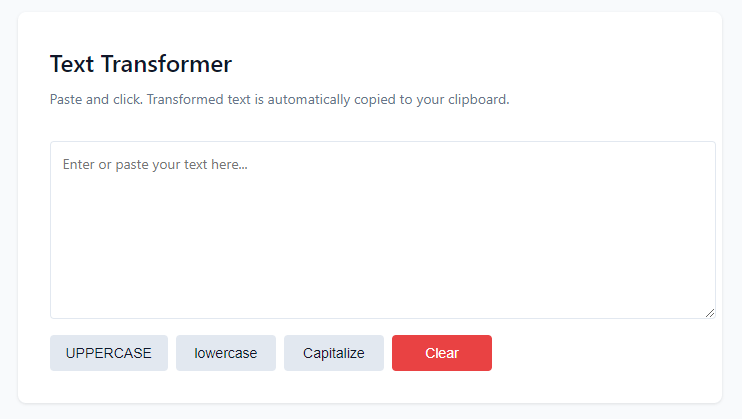 Text Transformer
Paste and click. Transformed text is automatically copied to your clipboard.
Enter or paste your text here...
UPPERCASE lowercase Capitalize Clear